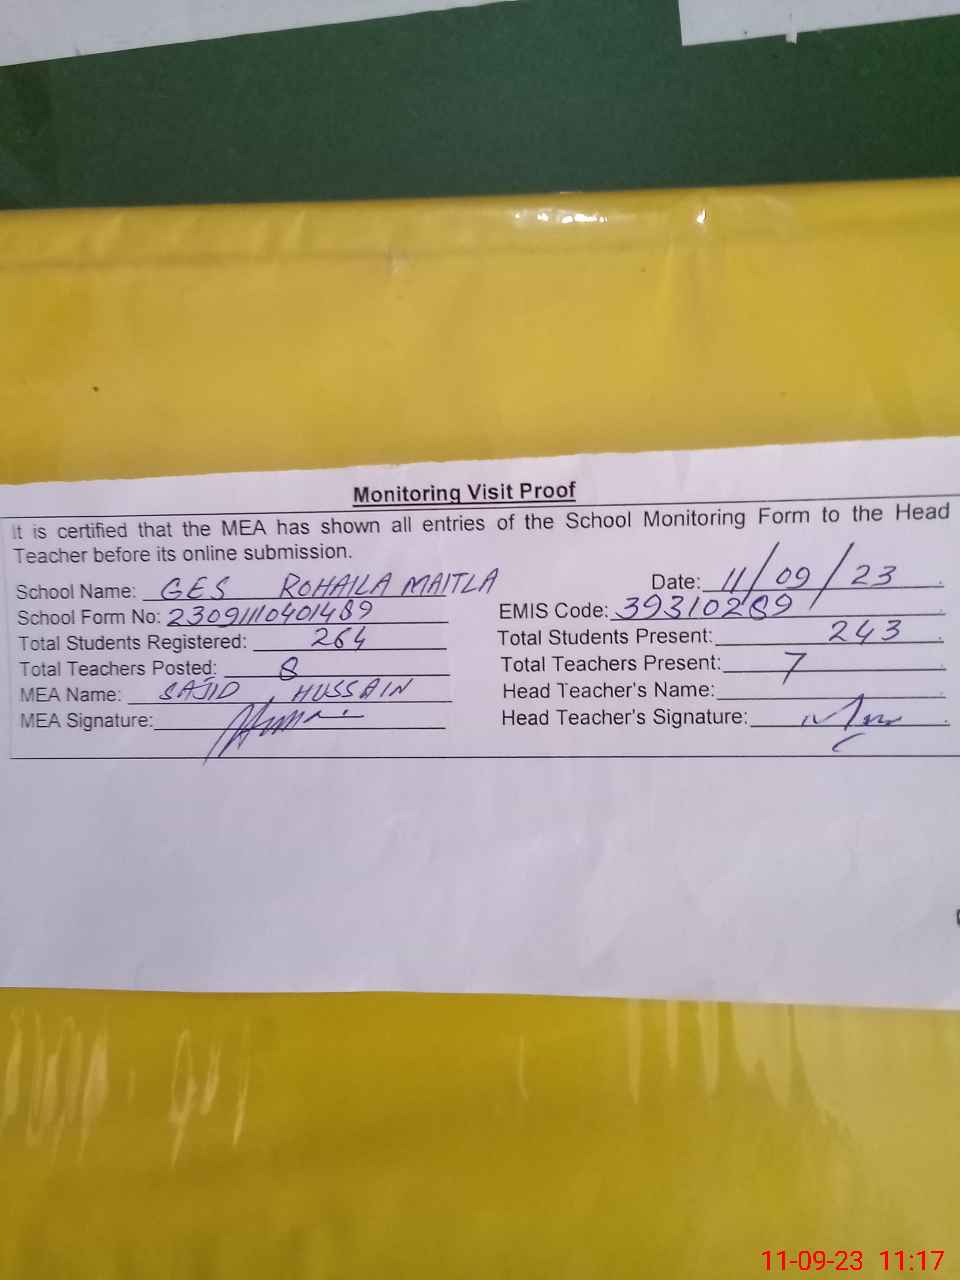 Monitoring Visit Proof
It is certified that the MEA has shown all entries of the School Monitoring Form to the Head
Teacher before its online submission.
School Name: GES ROHAILA MAITLA Date: 11/09/23
School Form No: 23091110401489 EMIS Code: 39310289
Total Students Registered: 264 Total Students Present: 243
Total Teachers Posted: 8 Total Teachers Present: 7
MEA Name: SAJID HUSSAIN Head Teacher's Name:
MEA Signature: Head Teacher's Signature:
11-09-23 11:17